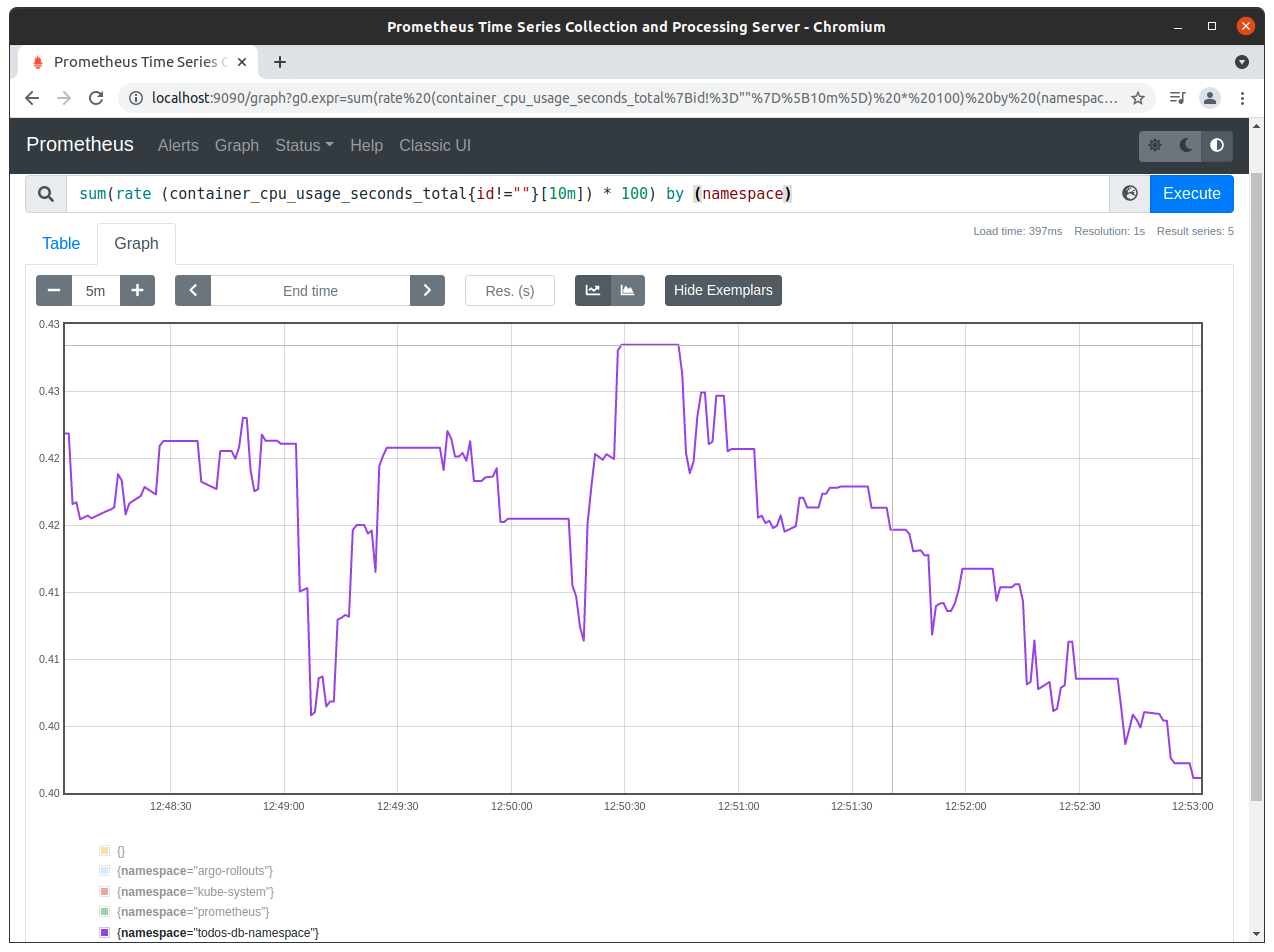 Prometheus Time Series Collection and Processing Server - Chromium
Prometheus Time Series C
localhost:9090/graph?g0.expr=sum(rate%20(container_cpu_usage_seconds_total%7Bid!%3D""%7D%5B10m%5D)%20*%20100)%20by%20(namespac...
Prometheus Alerts Graph Status Help Classic UI
sum(rate (container_cpu_usage_seconds_total{id!=""}[10m]) * 100) by (namespace)
Execute
Load time: 397ms Resolution: 1s Result series: 5
Table Graph
5m
End time
Res. (s)
Hide Exemplars
0.43
0.43
0.42
0.42
0.41
0.41
0.40
0.40
12:48:30 12:49:00 12:49:30 12:50:00 12:50:30 12:51:00 12:51:30 12:52:00 12:52:30 12:53:00
{}
{namespace="argo-rollouts"}
{namespace="kube-system"}
{namespace="prometheus"}
{namespace="todos-db-namespace"}